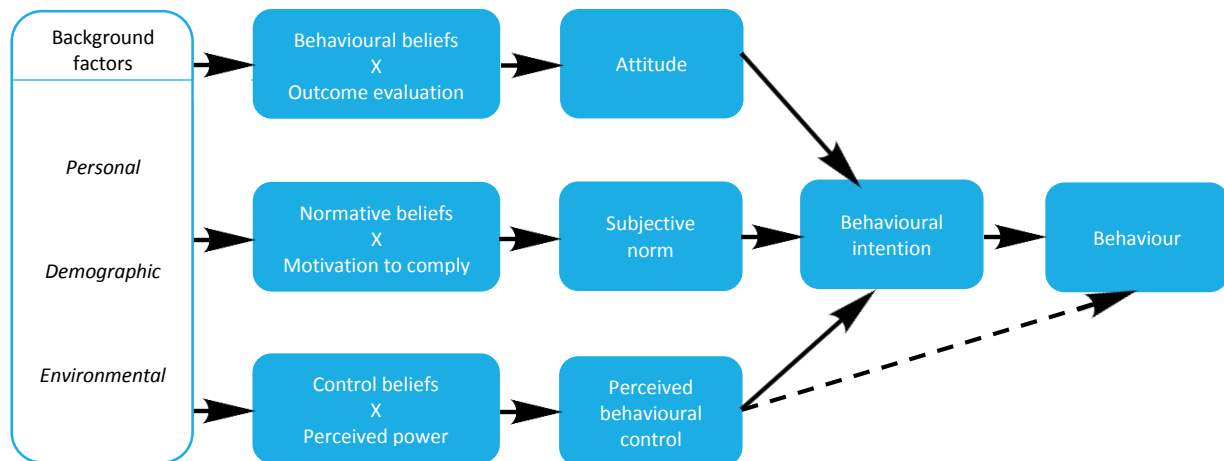 Background
factors
Personal
Demographic
Environmental
Behavioural beliefs
X
Outcome evaluation
Attitude
Normative beliefs
X
Motivation to comply
Subjective
norm
Control beliefs
X
Perceived power
Perceived
behavioural
control
Behavioural
intention
Behaviour